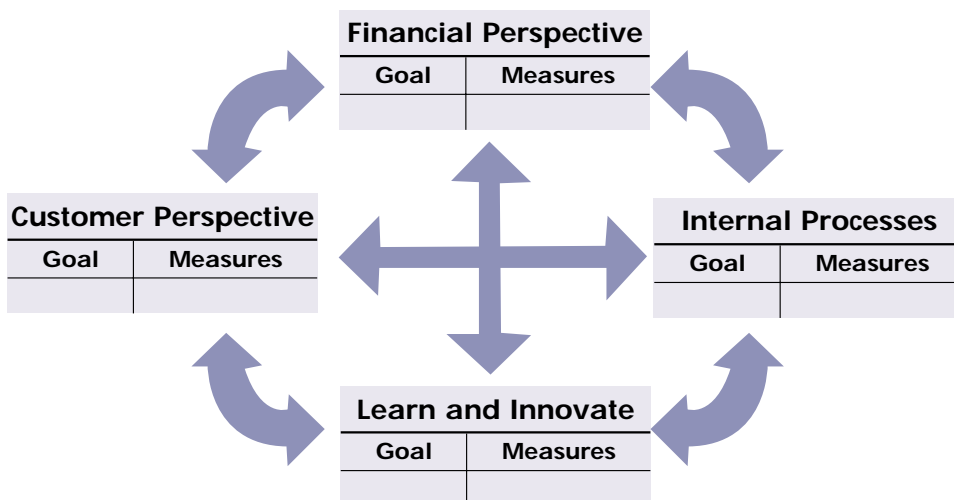 Financial Perspective
Goal Measures
Customer Perspective
Goal Measures
Internal Processes
Goal Measures
Learn and Innovate
Goal Measures